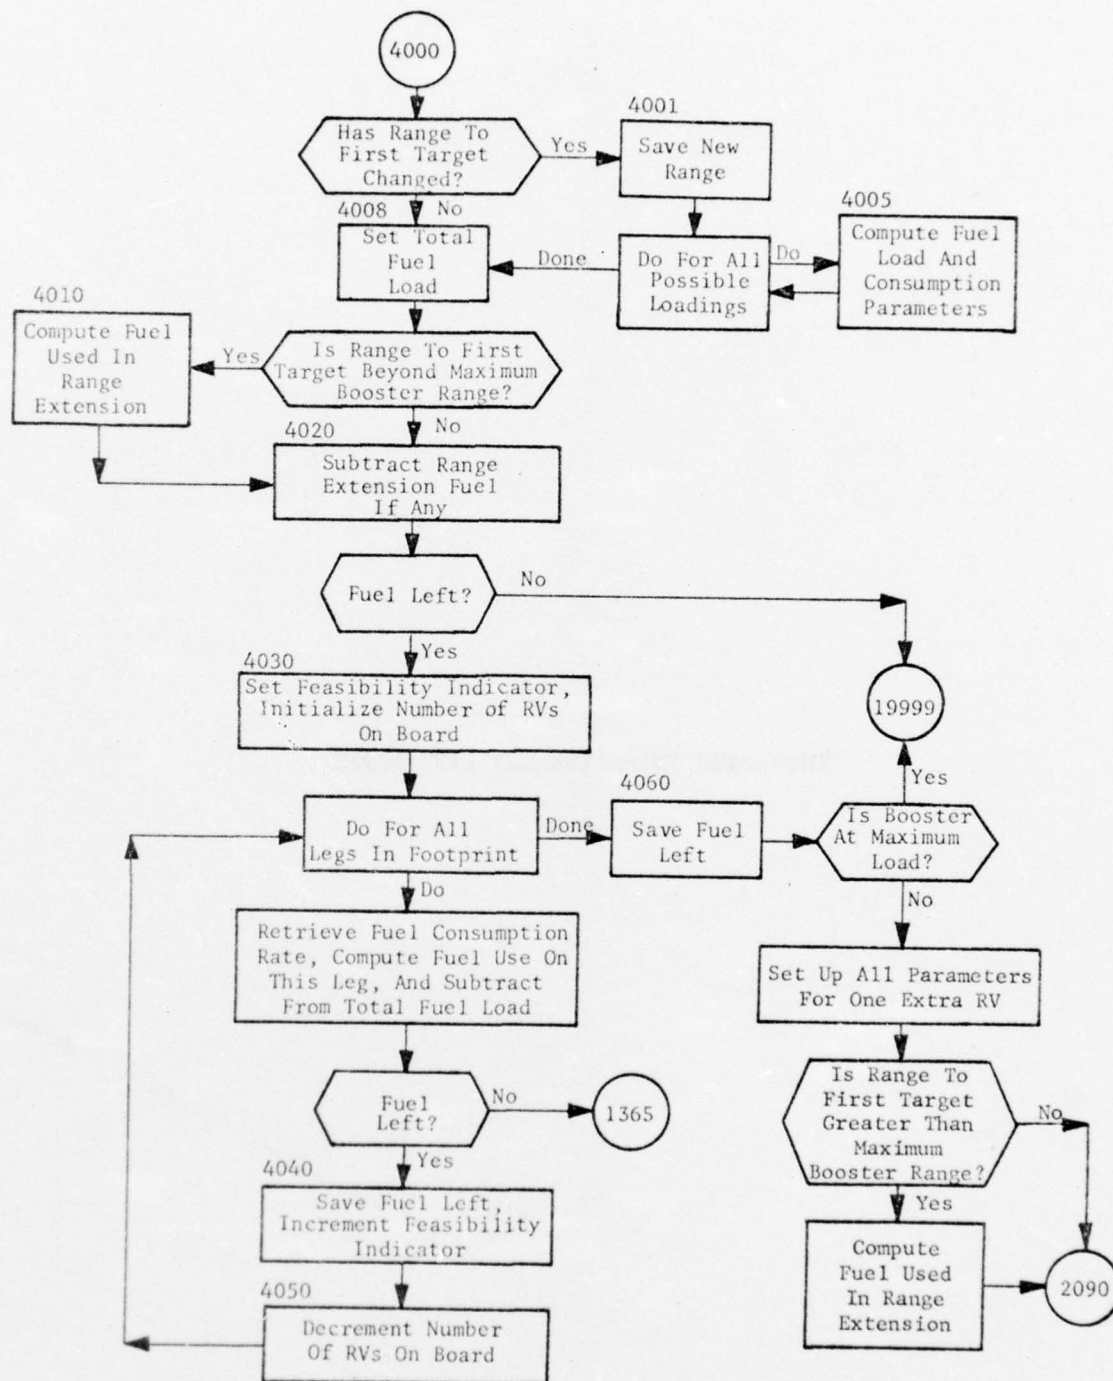 4000
Has Range To
First Target
Changed?
Yes
4001
Save New
Range
No
4008
Set Total
Fuel
Load
Done
Do For All
Possible
Loadings
Do
4005
Compute Fuel
Load And
Consumption
Parameters
4010
Compute Fuel
Used In
Range
Extension
Yes
Is Range To First
Target Beyond Maximum
Booster Range?
No
4020
Subtract Range
Extension Fuel
If Any
Fuel Left?
No
Yes
19999
4030
Set Feasibility Indicator,
Initialize Number of RVs
On Board
Yes
Do For All
Legs In Footprint
Done
4060
Save Fuel
Left
Is Booster
At Maximum
Load?
Do
No
Retrieve Fuel Consumption
Rate, Compute Fuel Use On
This Leg, And Subtract
From Total Fuel Load
Set Up All Parameters
For One Extra RV
Fuel
Left?
No
1365
Is Range To
First Target
Greater Than
Maximum
Booster Range?
No
Yes
4040
Save Fuel Left,
Increment Feasibility
Indicator
Yes
Compute
Fuel Used
In Range
Extension
2090
4050
Decrement Number
Of RVs On Board